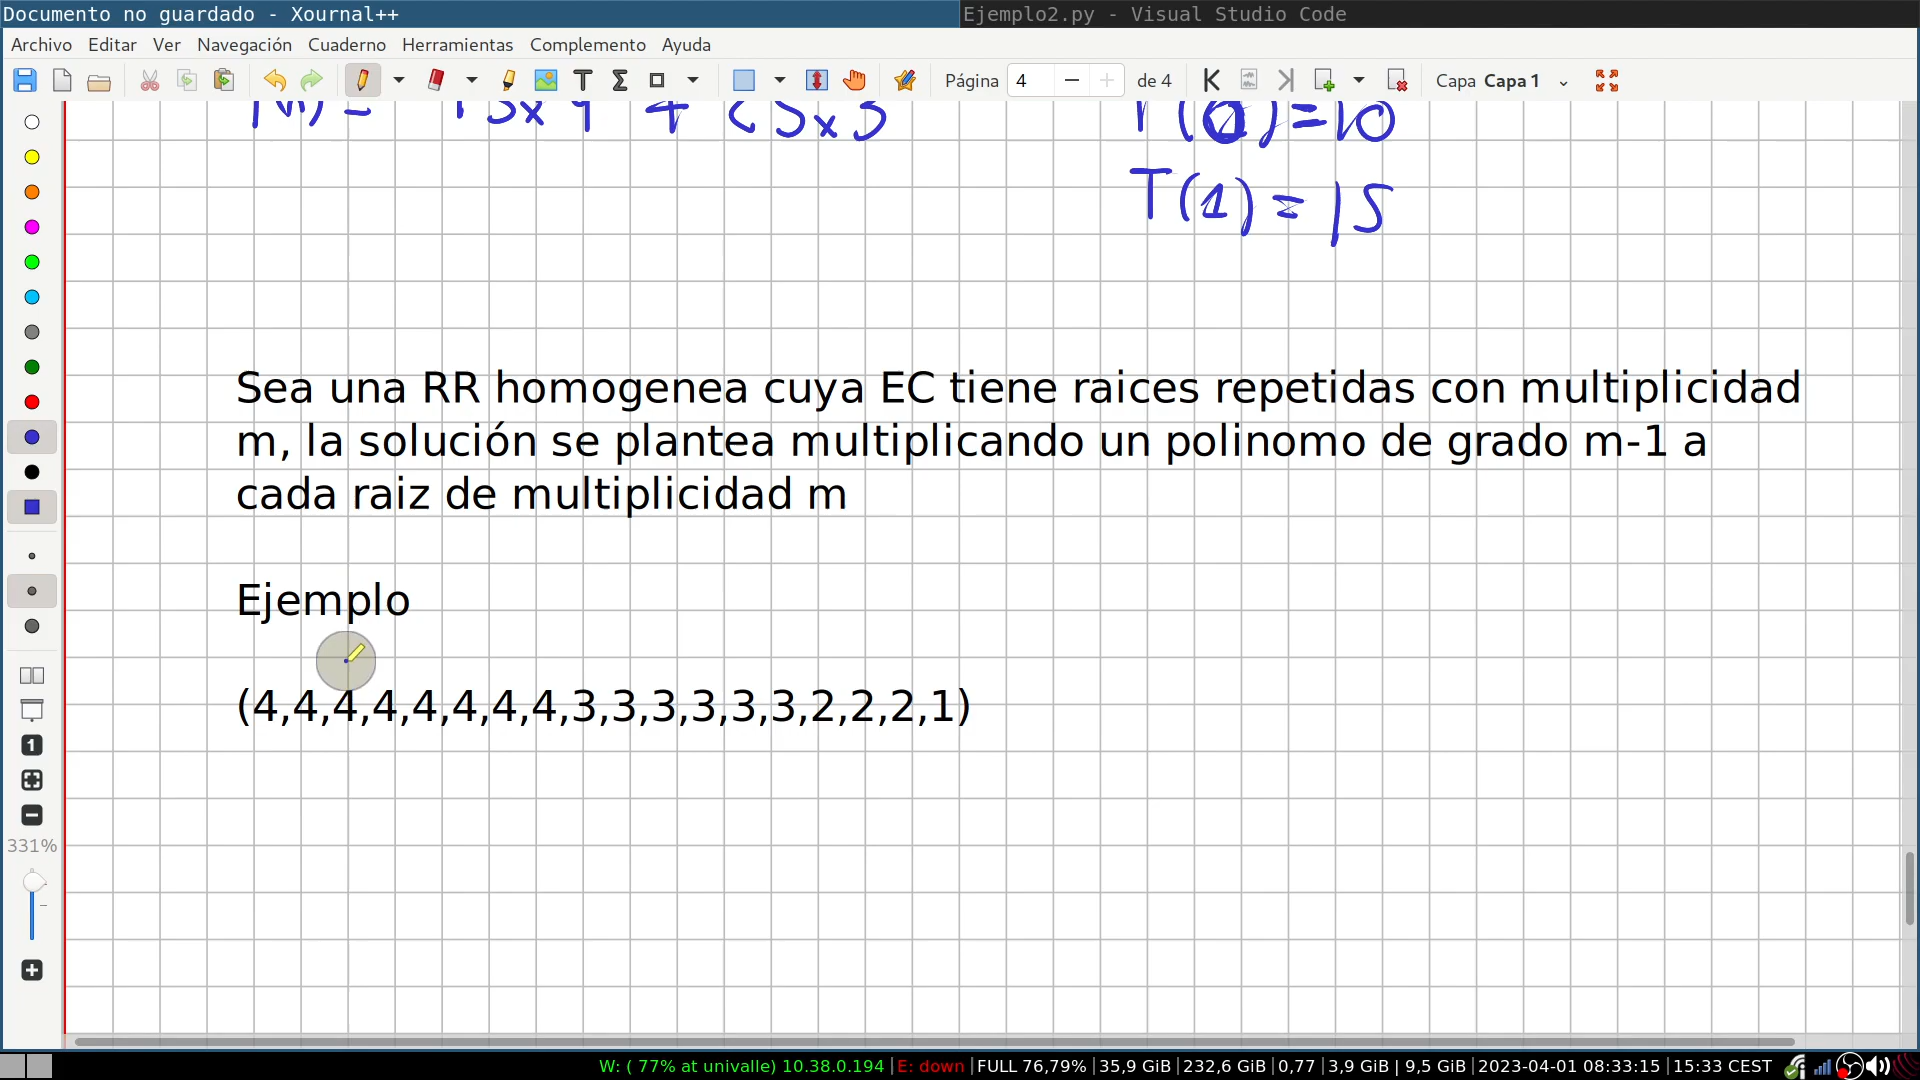 Documento no guardado - Xournal++
Ejemplo2.py - Visual Studio Code
Archivo Editar Ver Navegación Cuaderno Herramientas Complemento Ayuda
Página 4 de 4 Capa Capa 1
T(1) = 15
Sea una RR homogenea cuya EC tiene raices repetidas con multiplicidad
m, la solución se plantea multiplicando un polinomo de grado m-1 a
cada raiz de multiplicidad m
Ejemplo
(4,4,4,4,4,4,4,4,3,3,3,3,3,3,2,2,2,1)
331%
W: ( 77% at univalle) 10.38.0.194 | E: down | FULL 76,79% | 35,9 GiB | 232,6 GiB | 0,77 | 3,9 GiB | 9,5 GiB | 2023-04-01 08:33:15 | 15:33 CEST